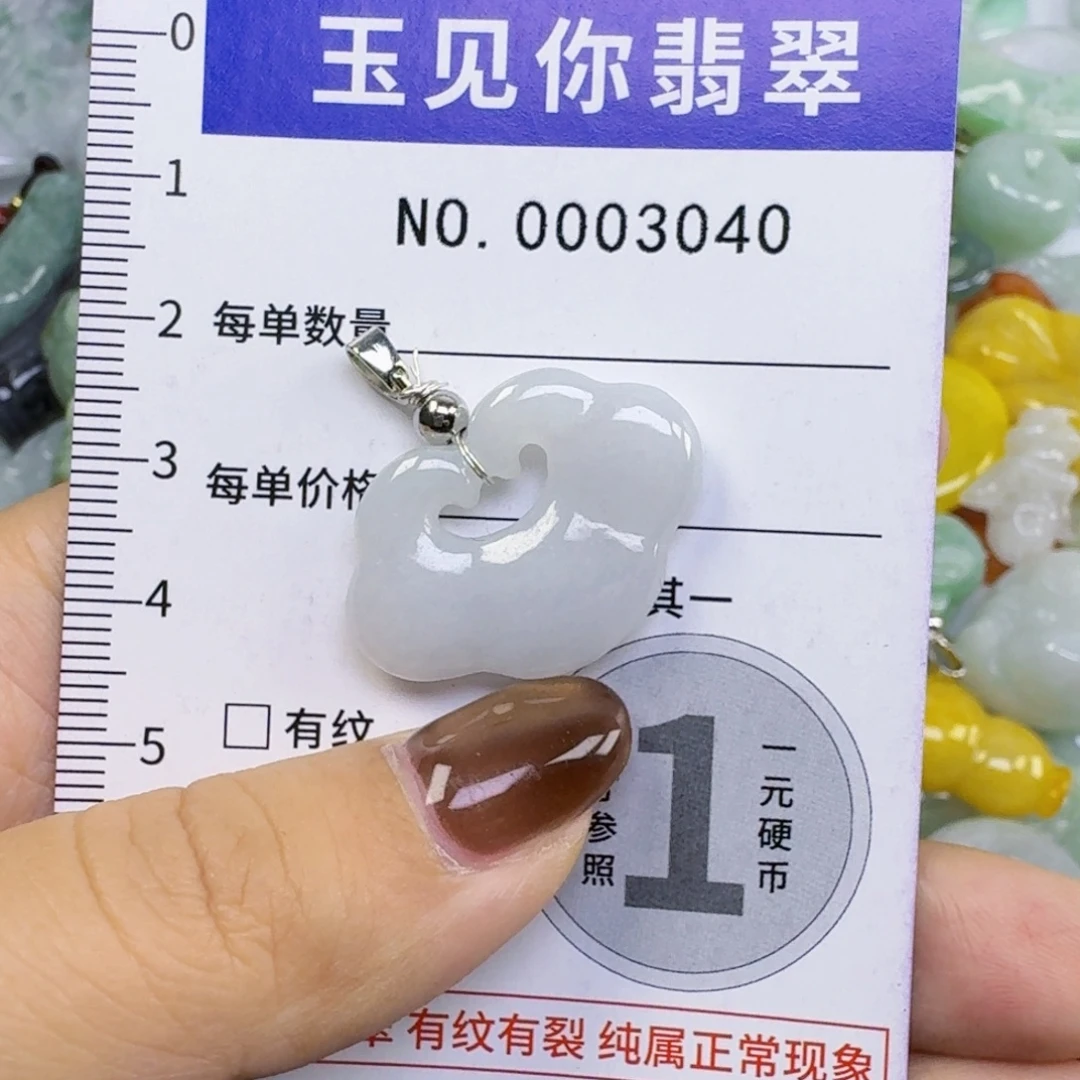 玉见你翡翠
0
1
NO.0003040
2
每单数量
3
每单价格
4
其一
5
□有纹
1
一元硬币
参照
有纹有裂 纯属正常现象